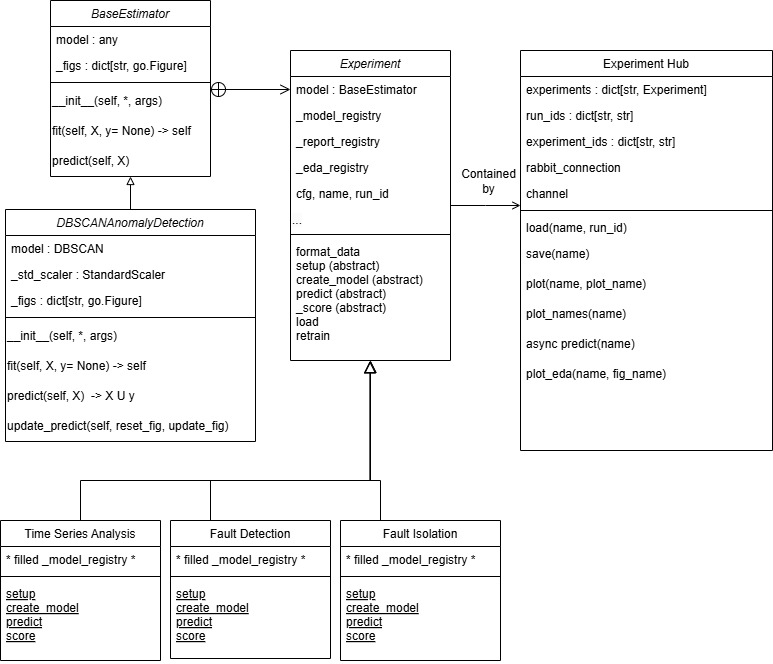 BaseEstimator
model : any
_figs : dict[str, go.Figure]
__init__(self, *, args)
fit(self, X, y= None) -> self
predict(self, X)
DBSCANAnomalyDetection
model : DBSCAN
_std_scaler : StandardScaler
_figs : dict[str, go.Figure]
__init__(self, *, args)
fit(self, X, y= None) -> self
predict(self, X)  -> X U y
update_predict(self, reset_fig, update_fig)
Experiment
model : BaseEstimator
_model_registry
_report_registry
_eda_registry
cfg, name, run_id
...
format_data
setup (abstract)
create_model (abstract)
predict (abstract)
_score (abstract)
load
retrain
Contained
by
Experiment Hub
experiments : dict[str, Experiment]
run_ids : dict[str, str]
experiment_ids : dict[str, str]
rabbit_connection
channel
load(name, run_id)
save(name)
plot(name, plot_name)
plot_names(name)
async predict(name)
plot_eda(name, fig_name)
Time Series Analysis
* filled _model_registry *
setup
create_model
predict
score
Fault Detection
* filled _model_registry *
setup
create_model
predict
score
Fault Isolation
* filled _model_registry *
setup
create_model
predict
score